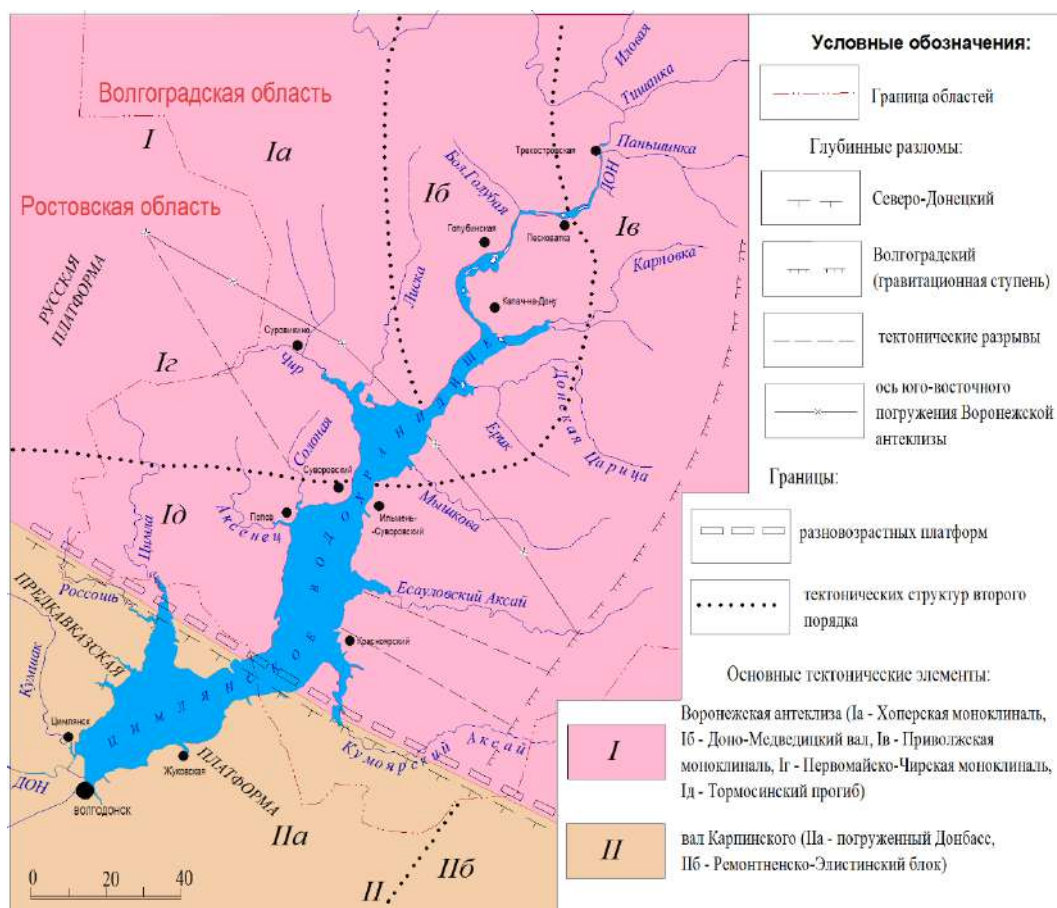 Волгоградская область
I
Iа
Ростовская область
РУССКАЯ
ПЛАТФОРМА
Iг
Iб
Iв
Iд
Иловая
Тишанка
Паньшинка
Трехостровская
ДОН
Бол.Голубая
Голубинская
Песковатка
Карповка
Калач-на-Дону
Лиска
Суровикино
Чир
Донская
Царица
Ерик
Солоная
Суворовский
Мышкова
Попов
Аксенец
Ильмень-
-Суворовский
Цимла
Есауловский Аксай
Россошь
ПРЕДКАВКАЗСКАЯ
ПЛАТФОРМА
Красноярский
Кумшак
Цимлянск
ЦИМЛЯНСКОЕ ВОДОХРАНИЛИЩЕ
Курмоярский Аксай
Жуковская
ДОН
ВОЛГОДОНСК
IIа
IIб
II
0 20 40
Условные обозначения:
Граница областей
Глубинные разломы:
Северо-Донецкий
Волгоградский
(гравитационная ступень)
тектонические разрывы
ось юго-восточного
погружения Воронежской
антеклизы
Границы:
разновозрастных платформ
тектонических структур второго
порядка
Основные тектонические элементы:
I
Воронежская антеклиза (Iа - Хоперская моноклиналь,
Iб - Доно-Медведицкий вал, Iв - Приволжская
моноклиналь, Iг - Первомайско-Чирская моноклиналь,
Iд - Тормосинский прогиб)
II
вал Карпинского (IIа - погруженный Донбасс,
IIб - Ремонтненско-Элистинский блок)